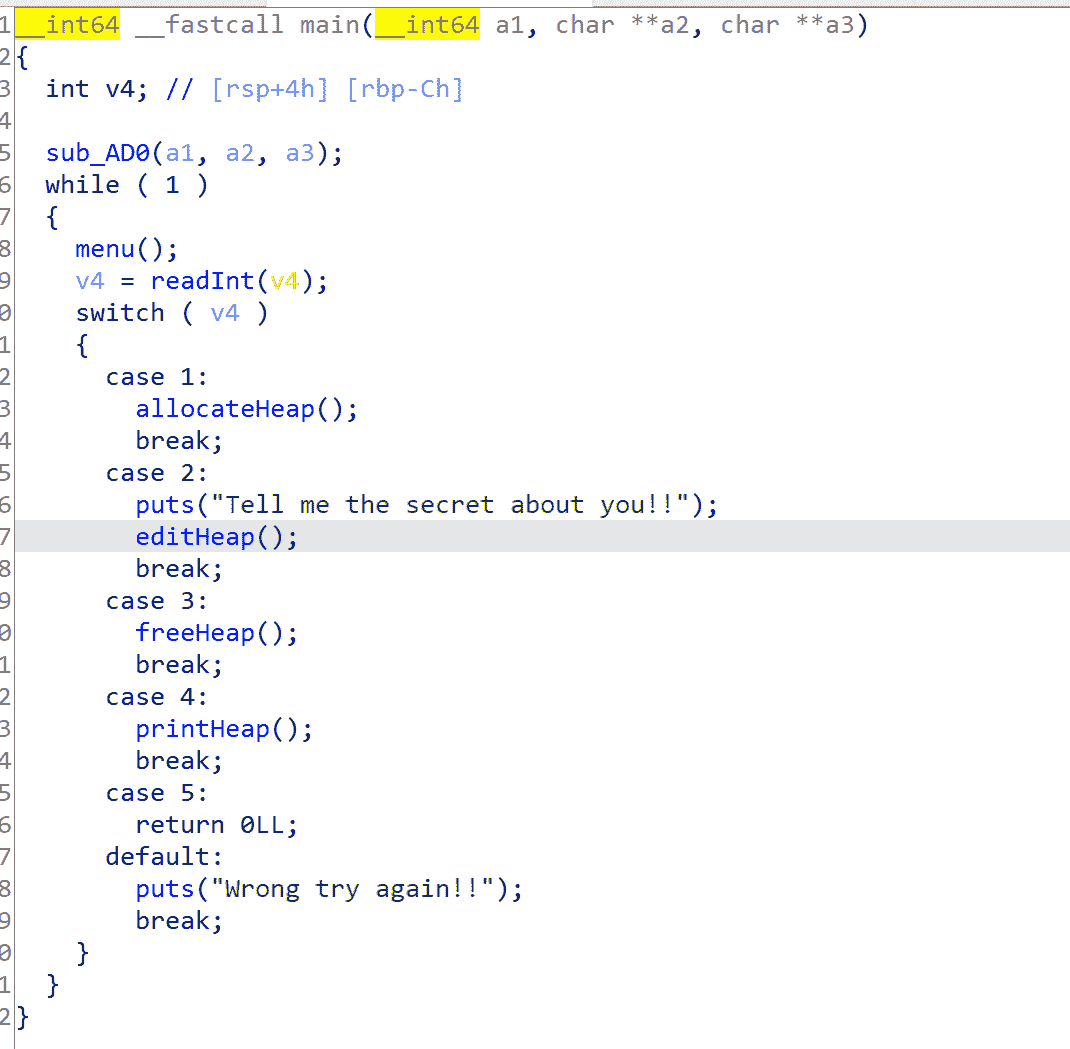 1 __int64 __fastcall main(__int64 a1, char **a2, char **a3)
2 {
3   int v4; // [rsp+4h] [rbp-Ch]
4
5   sub_AD0(a1, a2, a3);
6   while ( 1 )
7   {
8     menu();
9     v4 = readInt(v4);
0     switch ( v4 )
1     {
2       case 1:
3         allocateHeap();
4         break;
5       case 2:
6         puts("Tell me the secret about you!!");
7         editHeap();
8         break;
9       case 3:
0         freeHeap();
1         break;
2       case 4:
3         printHeap();
4         break;
5       case 5:
6         return 0LL;
7       default:
8         puts("Wrong try again!!");
9         break;
0     }
1   }
2 }